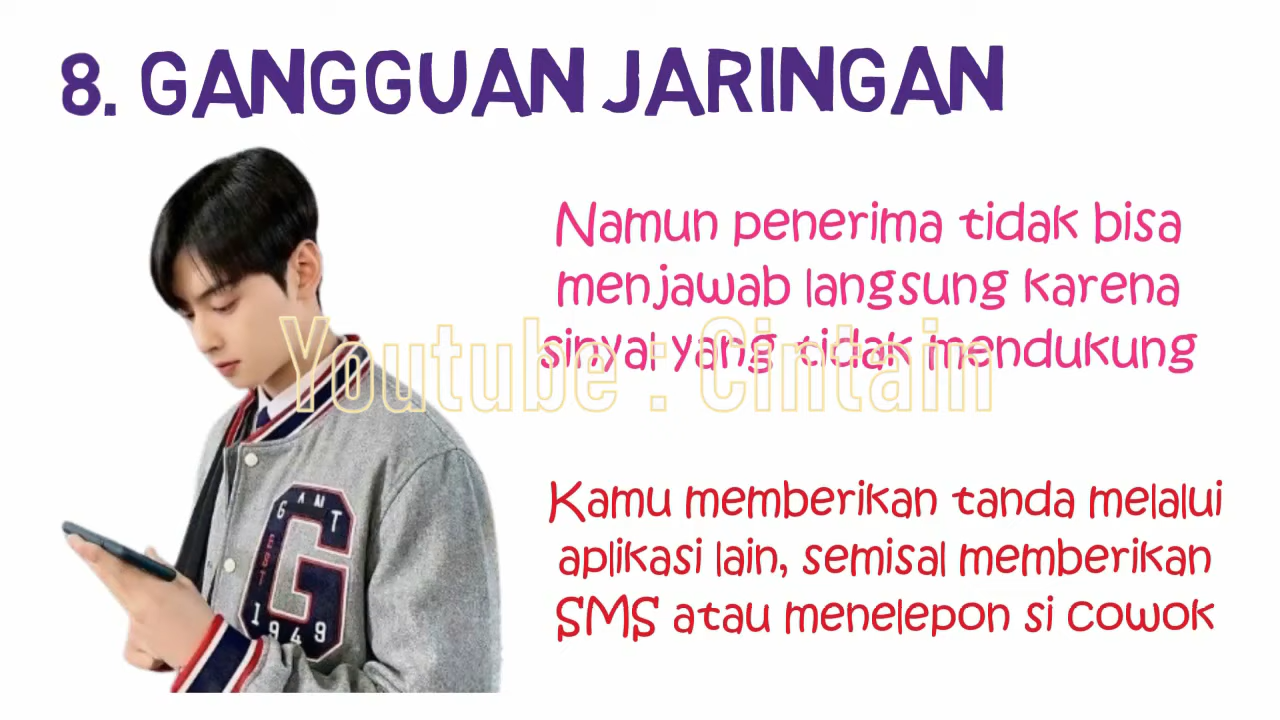 8. GANGGUAN JARINGAN
Namun penerima tidak bisa
menjawab langsung karena
sinyal yang tidak mendukung
Youtube : Cintain
Kamu memberikan tanda melalui
aplikasi lain, semisal memberikan
SMS atau menelepon si cowok
G A M T
G
1949